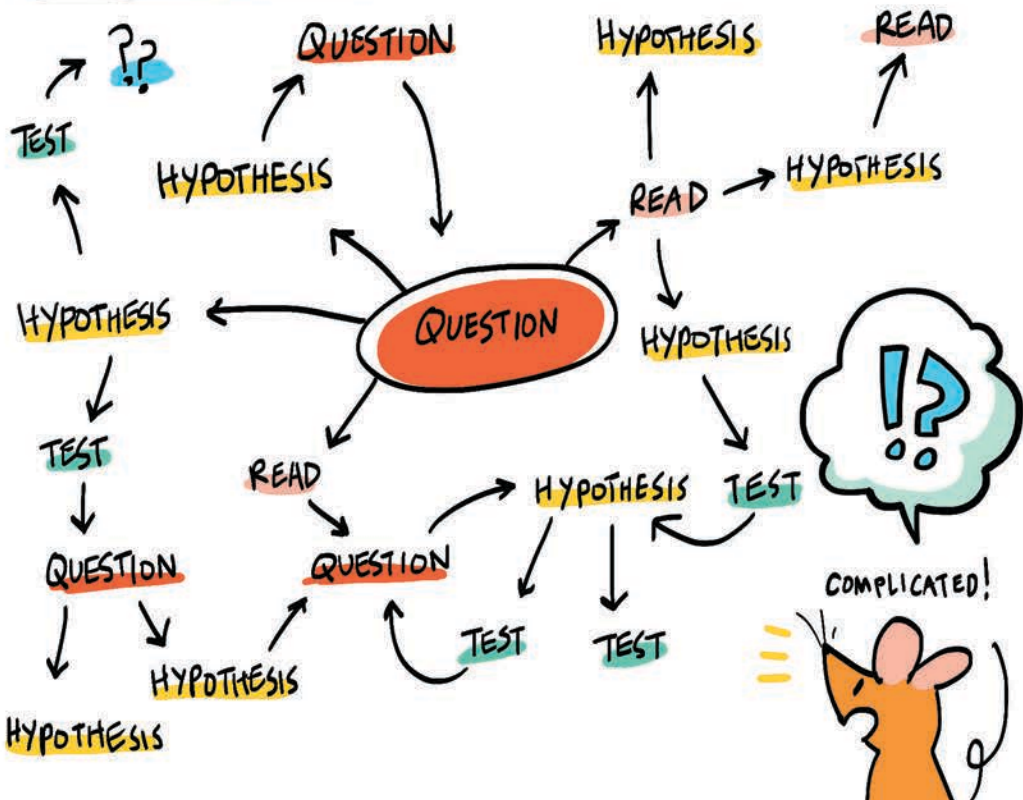 ??
QUESTION
HYPOTHESIS
READ
TEST
HYPOTHESIS
HYPOTHESIS
READ
HYPOTHESIS
QUESTION
HYPOTHESIS
!?
TEST
READ
HYPOTHESIS
TEST
QUESTION
QUESTION
COMPLICATED!
TEST
TEST
HYPOTHESIS
HYPOTHESIS